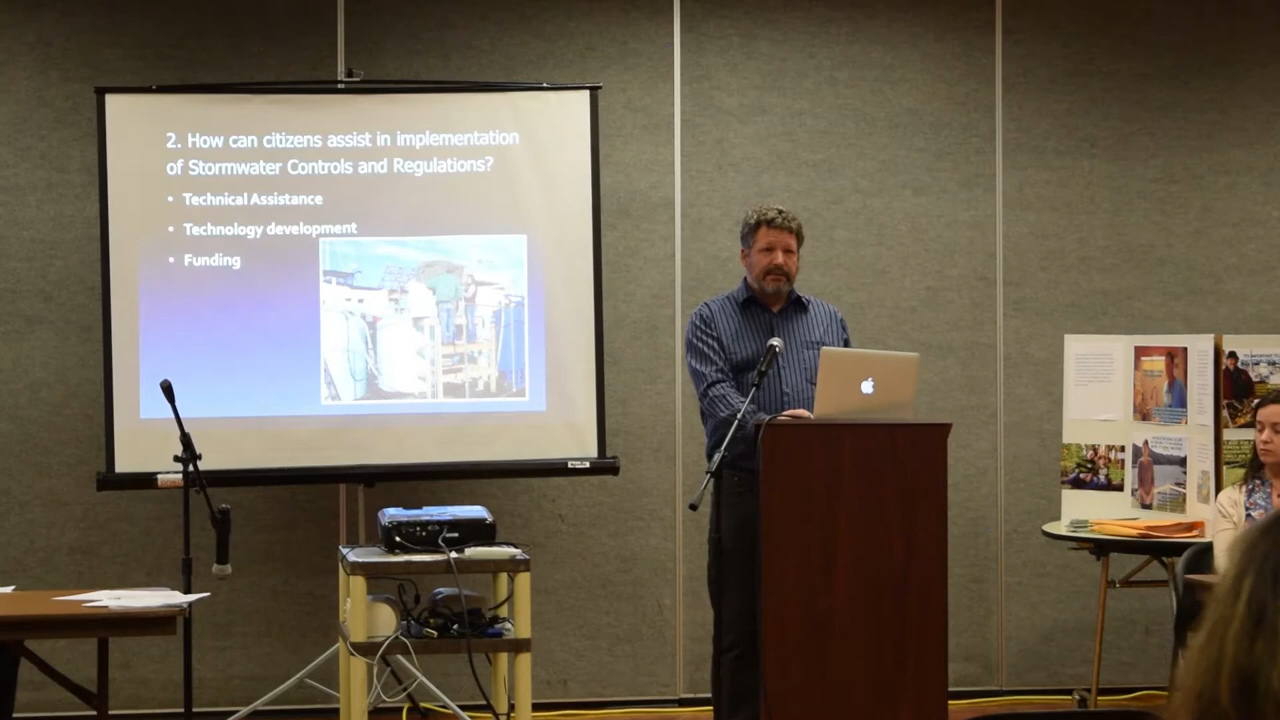 2. How can citizens assist in implementation
of Stormwater Controls and Regulations?
• Technical Assistance
• Technology development
• Funding